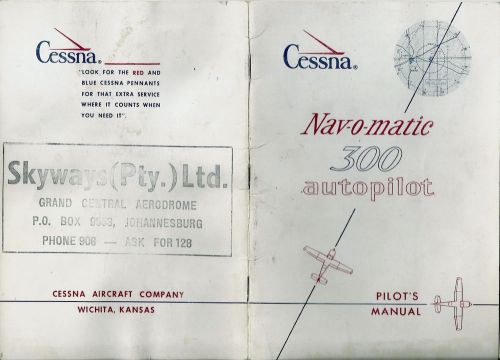 Cessna®
"LOOK FOR THE RED AND
BLUE CESSNA PENNANTS
FOR THAT EXTRA SERVICE
WHERE IT COUNTS WHEN
YOU NEED IT".
Skyways (Pty.) Ltd.
GRAND CENTRAL AERODROME
P.O. BOX 9553, JOHANNESBURG
PHONE 908 — ASK FOR 128
CESSNA AIRCRAFT COMPANY
WICHITA, KANSAS
Cessna®
Nav-o-matic
300
autopilot
PILOT'S
MANUAL